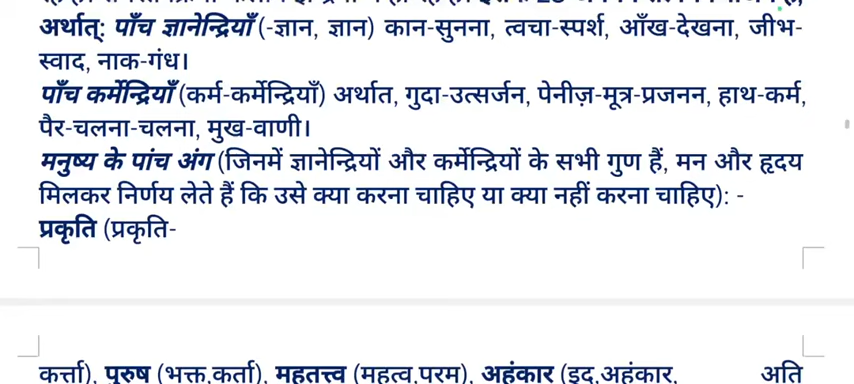 अर्थात्: पाँच ज्ञानेन्द्रियाँ (-ज्ञान, ज्ञान) कान-सुनना, त्वचा-स्पर्श, आँख-देखना, जीभ-
स्वाद, नाक-गंध।
पाँच कर्मेन्द्रियाँ (कर्म-कर्मेन्द्रियाँ) अर्थात, गुदा-उत्सर्जन, पेनीज़-मूत्र-प्रजनन, हाथ-कर्म,
पैर-चलना-चलना, मुख-वाणी।
मनुष्य के पांच अंग (जिनमें ज्ञानेन्द्रियों और कर्मेन्द्रियों के सभी गुण हैं, मन और हृदय
मिलकर निर्णय लेते हैं कि उसे क्या करना चाहिए या क्या नहीं करना चाहिए): -
प्रकृति (प्रकृति-
कर्त्ता), पुरुष (भक्त,कर्ता), महतत्त्व (महत्व,परम), अहंकार (इद,अहंकार, अति